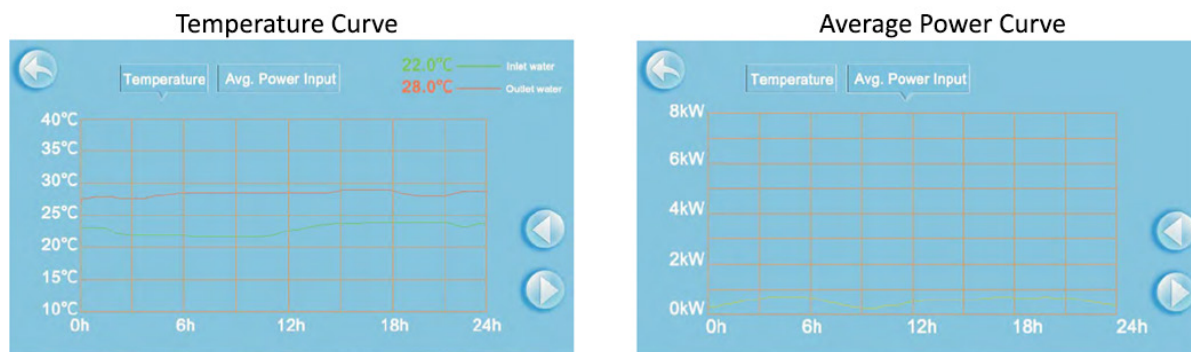 Temperature Curve
Temperature
Avg. Power Input
22.0°C
Inlet water
28.0°C
Outlet water
40°C
35°C
30°C
25°C
20°C
15°C
10°C
0h 6h 12h 18h 24h
Average Power Curve
Temperature
Avg. Power Input
8kW
6kW
4kW
2kW
0kW
0h 6h 12h 18h 24h